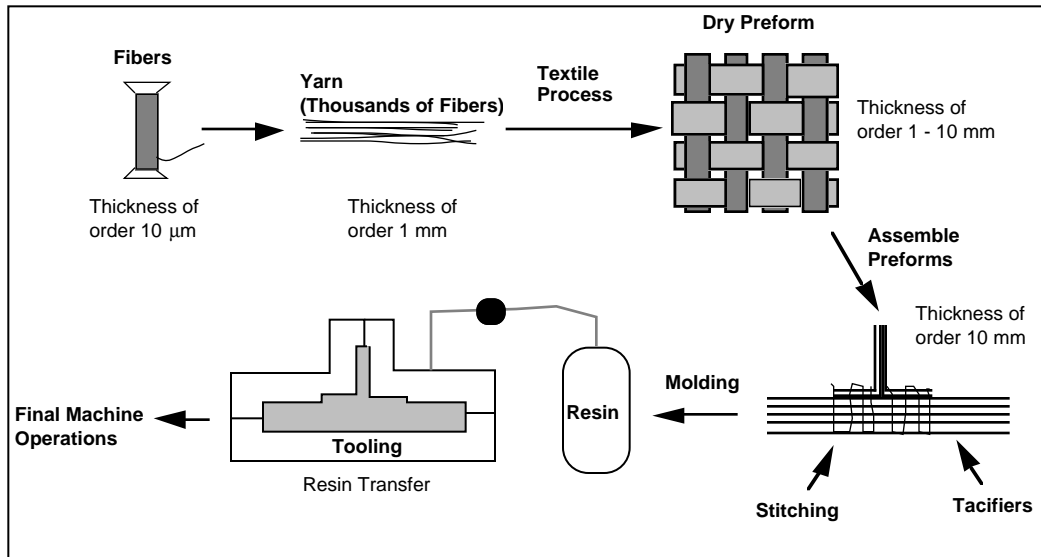 Fibers
Thickness of
order 10 μm
Yarn
(Thousands of Fibers)
Thickness of
order 1 mm
Textile
Process
Dry Preform
Thickness of
order 1 - 10 mm
Assemble
Preforms
Thickness of
order 10 mm
Stitching
Tacifiers
Molding
Resin
Tooling
Resin Transfer
Final Machine
Operations